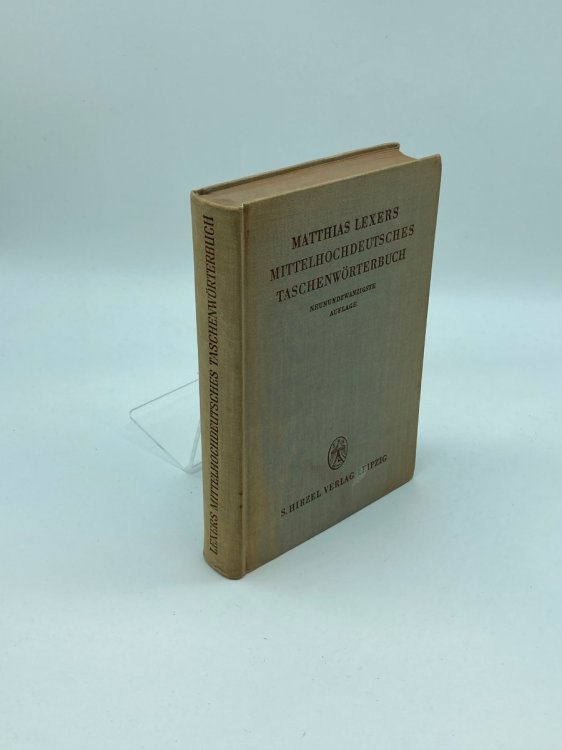 LEXERS MITTELHOCHDEUTSCHES TASCHENWÖRTERBUCH
MATTHIAS LEXERS
MITTELHOCHDEUTSCHES
TASCHENWÖRTERBUCH
NEUNUNDZWANZIGSTE
AUFLAGE
S. HIRZEL VERLAG LEIPZIG